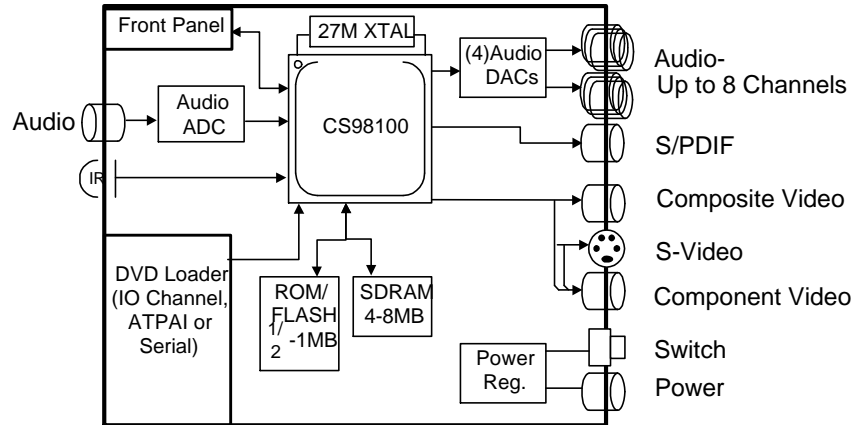 Front Panel
27M XTAL
(4)Audio
DACs
Audio-
Up to 8 Channels
Audio
Audio
ADC
CS98100
S/PDIF
IR
Composite Video
S-Video
DVD Loader
(IO Channel,
ATPAI or
Serial)
ROM/
FLASH
1/2 -1MB
SDRAM
4-8MB
Component Video
Switch
Power
Reg.
Power